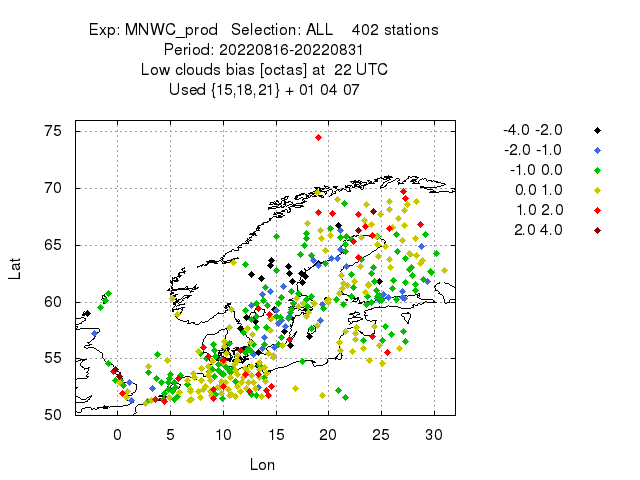 Exp: MNWC_prod Selection: ALL 402 stations
Period: 20220816-20220831
Low clouds bias [octas] at 22 UTC
Used {15,18,21} + 01 04 07
-4.0 -2.0
-2.0 -1.0
-1.0 0.0
0.0 1.0
1.0 2.0
2.0 4.0
75
70
65
60
55
50
Lat
0 5 10 15 20 25 30
Lon